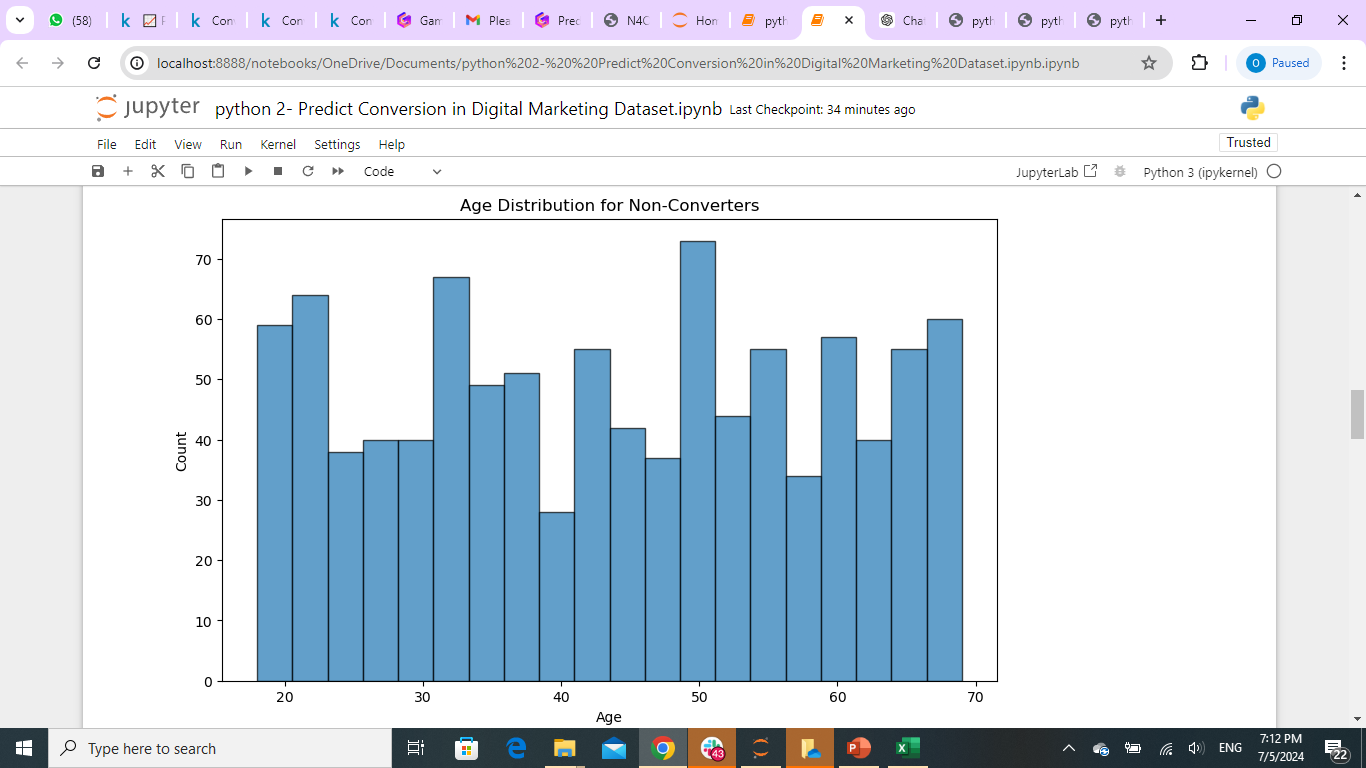 (58) F Con Con Con Gam Plea Prec N4C Hom pyth Cha pyth pyth pyth
localhost:8888/notebooks/OneDrive/Documents/python%202-%20%20Predict%20Conversion%20in%20Digital%20Marketing%20Dataset.ipynb.ipynb O Paused
jupyter python 2- Predict Conversion in Digital Marketing Dataset.ipynb Last Checkpoint: 34 minutes ago
File Edit View Run Kernel Settings Help Trusted
Code JupyterLab Python 3 (ipykernel)
Age Distribution for Non-Converters
70
60
50
40
30
20
10
0
Count
20 30 40 50 60 70
Age
Type here to search 43 ENG 7:12 PM
7/5/2024 22